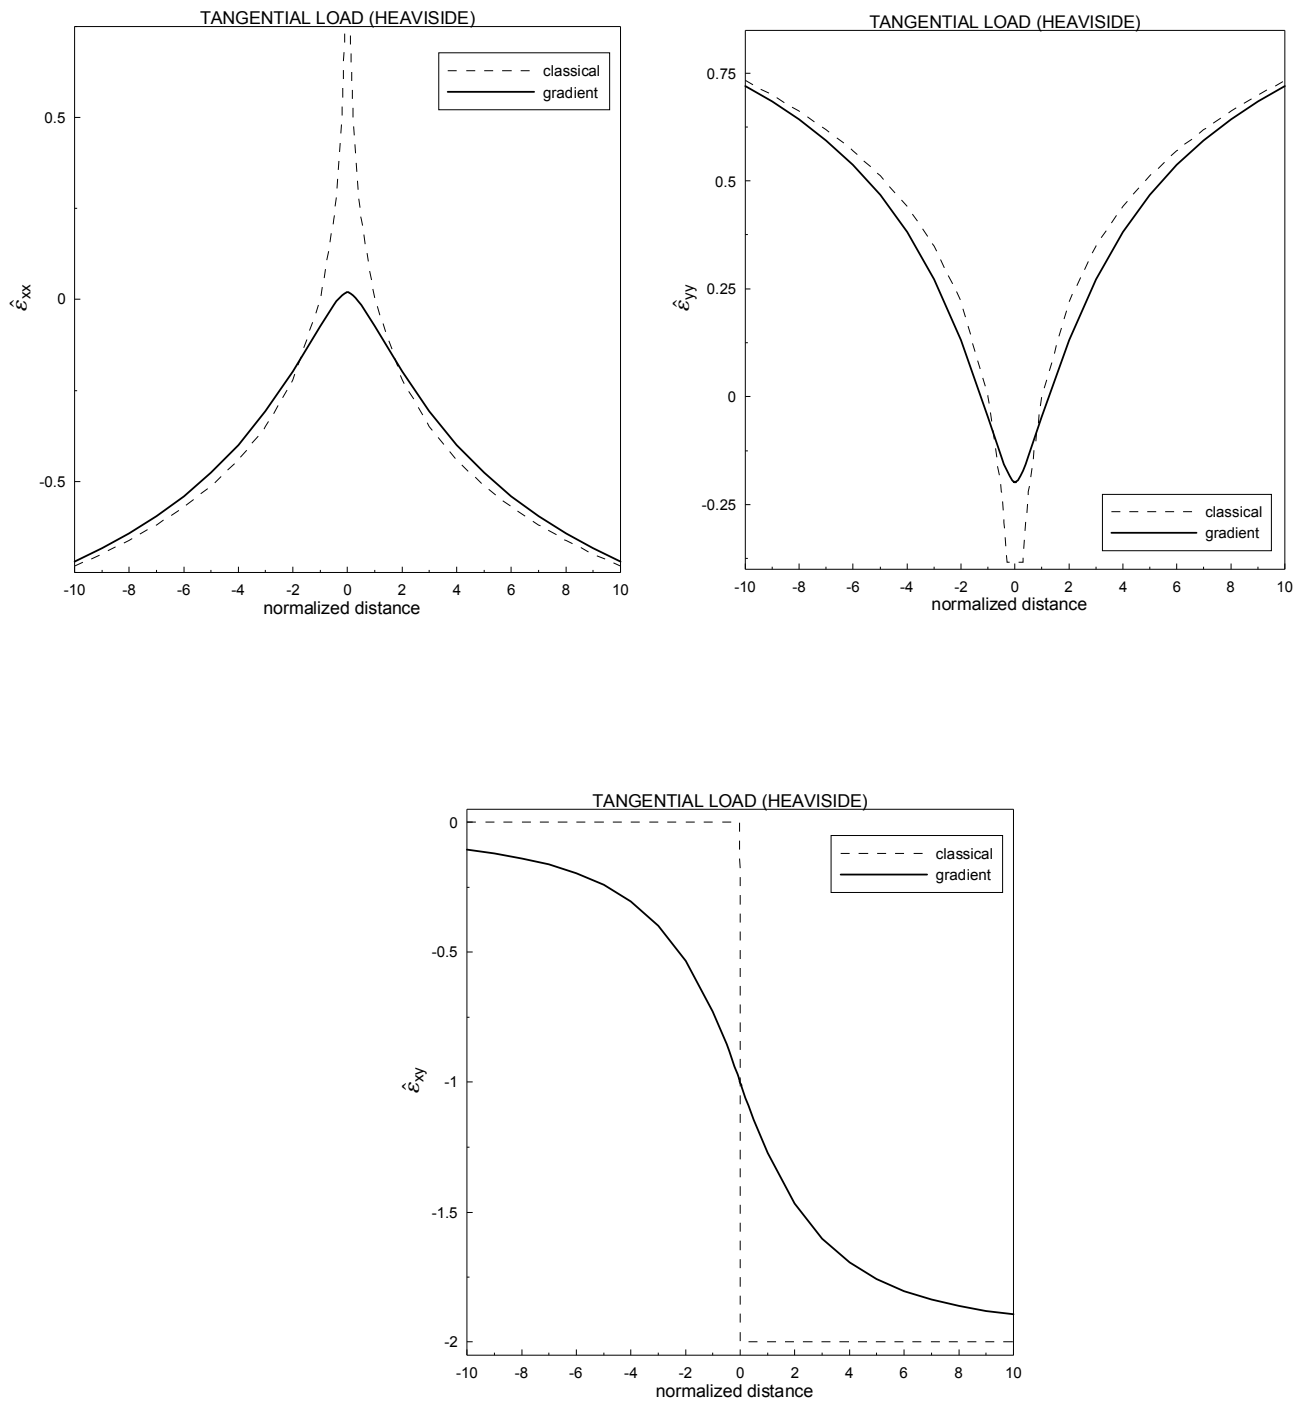 TANGENTIAL LOAD (HEAVISIDE)
classical
gradient
0.5
0
-0.5
ε̂xx
-10 -8 -6 -4 -2 0 2 4 6 8 10
normalized distance
TANGENTIAL LOAD (HEAVISIDE)
0.75
0.5
0.25
0
-0.25
ε̂yy
classical
gradient
-10 -8 -6 -4 -2 0 2 4 6 8 10
normalized distance
TANGENTIAL LOAD (HEAVISIDE)
classical
gradient
0
-0.5
-1
-1.5
-2
ε̂xy
-10 -8 -6 -4 -2 0 2 4 6 8 10
normalized distance